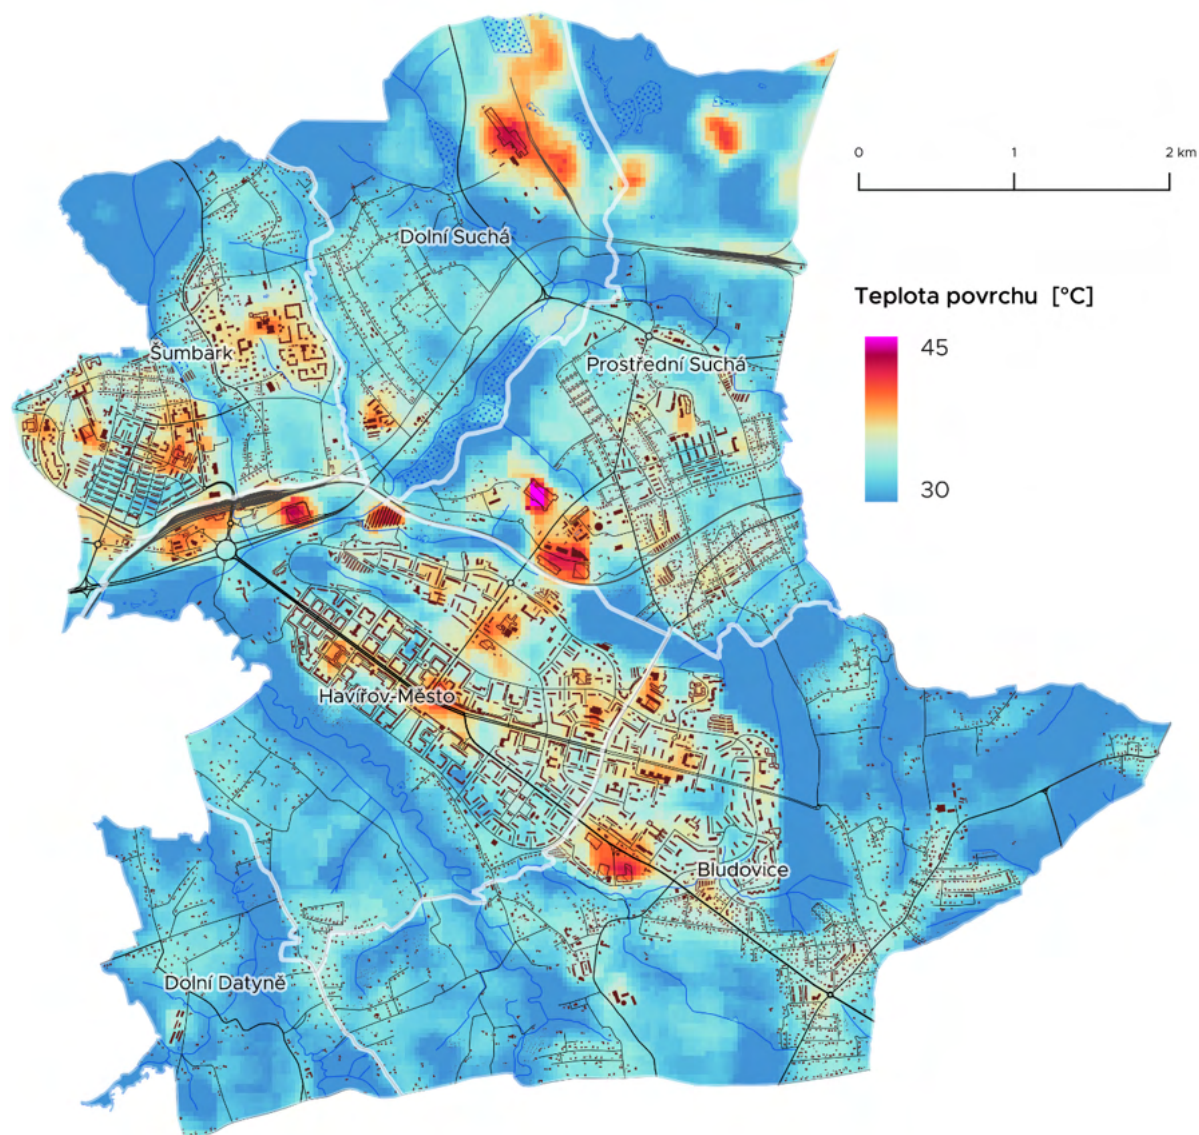 0 1 2 km
Dolní Suchá
Teplota povrchu [°C]
45
Šumbark
Prostřední Suchá
30
Havířov-Město
Bludovice
Dolní Datyně